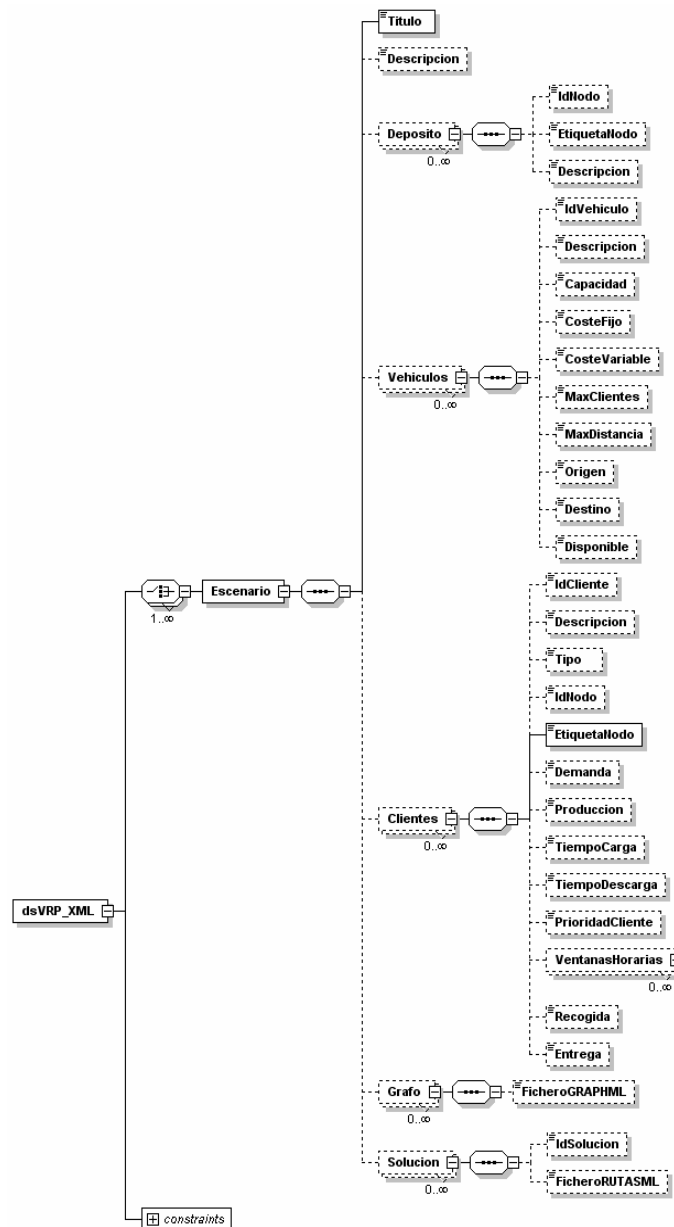 Titulo
Descripcion
Deposito
0..∞
IdNodo
EtiquetaNodo
Descripcion
Vehiculos
0..∞
IdVehiculo
Descripcion
Capacidad
CosteFijo
CosteVariable
MaxClientes
MaxDistancia
Origen
Destino
Disponible
dsVRP_XML
1..∞
Escenario
Clientes
0..∞
IdCliente
Descripcion
Tipo
IdNodo
EtiquetaNodo
Demanda
Produccion
TiempoCarga
TiempoDescarga
PrioridadCliente
VentanasHorarias
0..∞
Recogida
Entrega
Grafo
0..∞
FicheroGRAPHML
Solucion
0..∞
IdSolucion
FicheroRUTASML
constraints